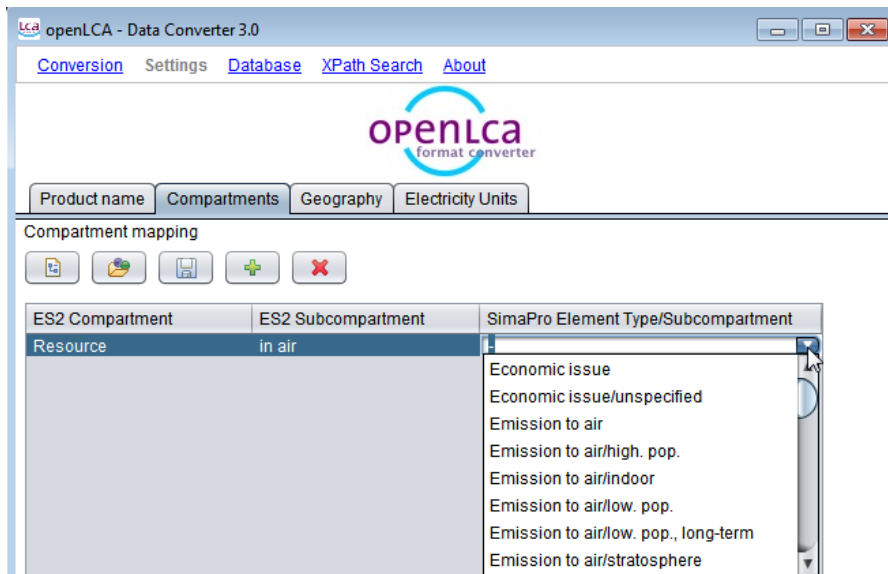 openLCA - Data Converter 3.0
Conversion Settings Database XPath Search About
openLCa
format converter
Product name Compartments Geography Electricity Units
Compartment mapping
ES2 Compartment ES2 Subcompartment SimaPro Element Type/Subcompartment
Resource in air -
Economic issue
Economic issue/unspecified
Emission to air
Emission to air/high. pop.
Emission to air/indoor
Emission to air/low. pop.
Emission to air/low. pop., long-term
Emission to air/stratosphere